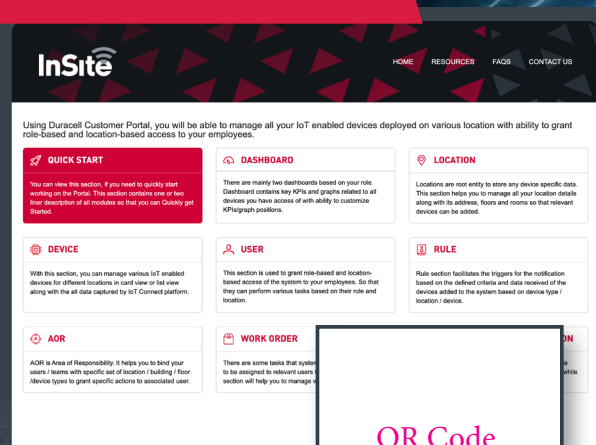 InSite
HOME RESOURCES FAQS CONTACT US
Using Duracell Customer Portal, you will be able to manage all your IoT enabled devices deployed on various location with ability to grant
role-based and location-based access to your employees.
QUICK START
You can view this section, if you need to quickly start
working on the Portal. This section contains one or two
liner description of all modules so that you can Quickly get
Started.
DASHBOARD
There are mainly two dashboards based on your role.
Dashboard contains key KPIs and graphs related to all
devices you have access of with ability to customize
KPIs/graph positions.
LOCATION
Locations are root entity to store any device specific data.
This section helps you to manage all your location details
along with its address, floors and rooms so that relevant
devices can be added.
DEVICE
With this section, you can manage various IoT enabled
devices for different locations in card view or list view
along with the all data captured by IoT Connect platform.
USER
This section is used to grant role-based and location-
based access of the system to your employees. So that
they can perform various tasks based on their role and
location.
RULE
Rule section facilitates the triggers for the notification
based on the defined criteria and data received of the
devices added to the system based on device type /
location / device.
AOR
AOR is Area of Responsibility. It helps you to bind your
users / teams with specific set of location / building / floor
/device types to grant specific actions to associated user.
WORK ORDER
There are some tasks that system
to be assigned to relevant users
section will help you to manage
ON
while
QR Code